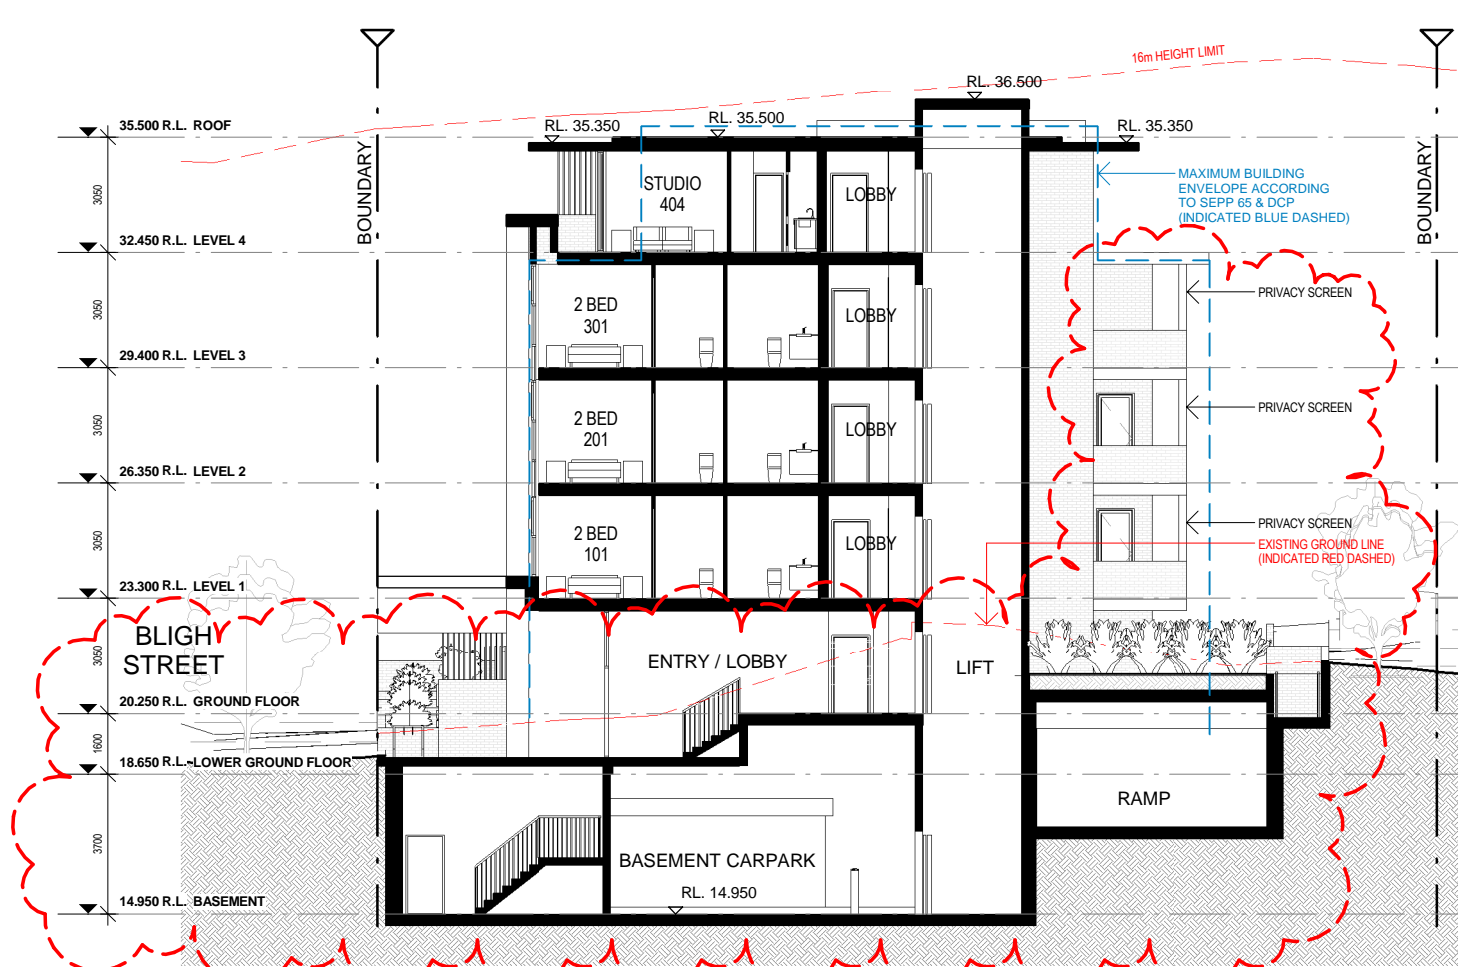 16m HEIGHT LIMIT
RL. 36.500
35.500 R.L. ROOF
RL. 35.350
RL. 35.500
RL. 35.350
BOUNDARY
BOUNDARY
3050
STUDIO
404
LOBBY
MAXIMUM BUILDING
ENVELOPE ACCORDING
TO SEPP 65 & DCP
(INDICATED BLUE DASHED)
32.450 R.L. LEVEL 4
3050
2 BED
301
LOBBY
PRIVACY SCREEN
29.400 R.L. LEVEL 3
3050
2 BED
201
LOBBY
PRIVACY SCREEN
26.350 R.L. LEVEL 2
3050
2 BED
101
LOBBY
PRIVACY SCREEN
EXISTING GROUND LINE
(INDICATED RED DASHED)
23.300 R.L. LEVEL 1
3050
BLIGH
STREET
ENTRY / LOBBY
LIFT
20.250 R.L. GROUND FLOOR
1600
18.650 R.L. LOWER GROUND FLOOR
3700
RAMP
BASEMENT CARPARK
RL. 14.950
14.950 R.L. BASEMENT